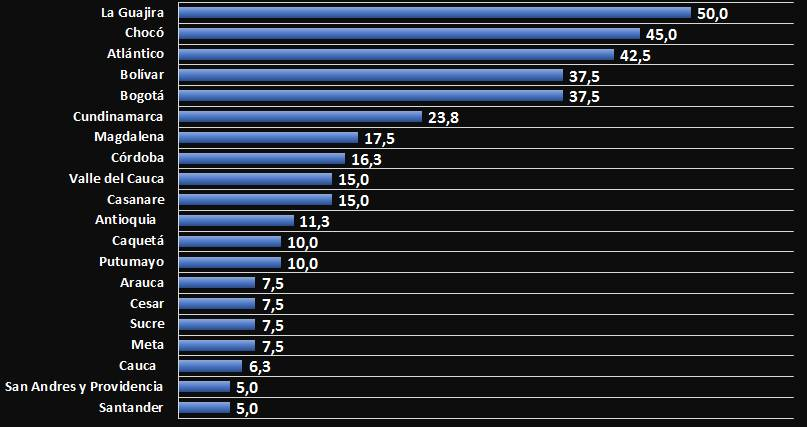 La Guajira 50,0
Chocó 45,0
Atlántico 42,5
Bolívar 37,5
Bogotá 37,5
Cundinamarca 23,8
Magdalena 17,5
Córdoba 16,3
Valle del Cauca 15,0
Casanare 15,0
Antioquia 11,3
Caquetá 10,0
Putumayo 10,0
Arauca 7,5
Cesar 7,5
Sucre 7,5
Meta 7,5
Cauca 6,3
San Andres y Providencia 5,0
Santander 5,0